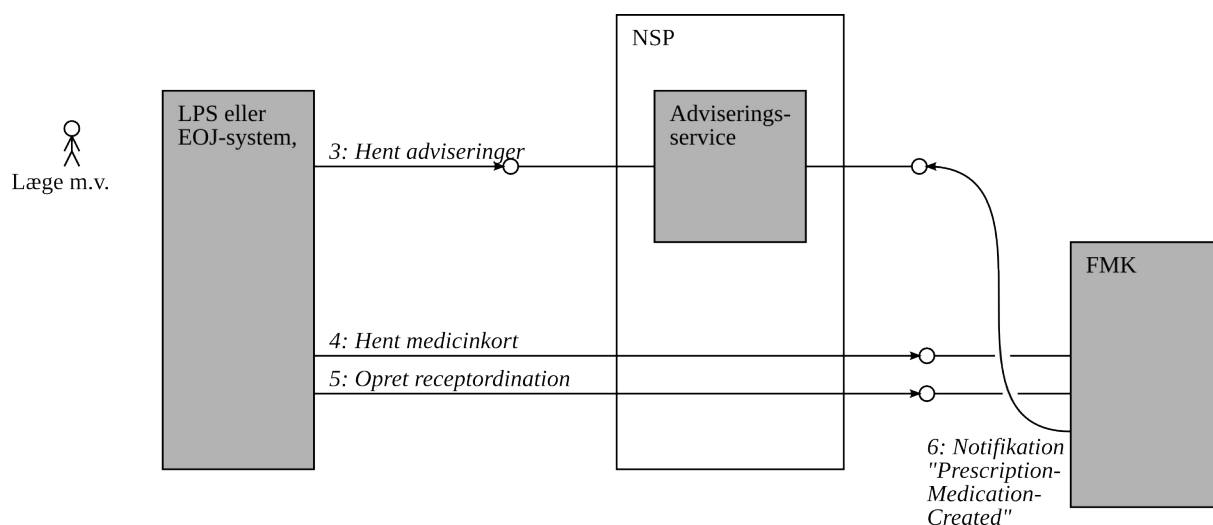 NSP
LPS eller
EOJ-system,
Adviserings-
service
3: Hent adviseringer
Læge m.v.
FMK
4: Hent medicinkort
5: Opret receptordination
6: Notifikation
"Prescription-
Medication-
Created"